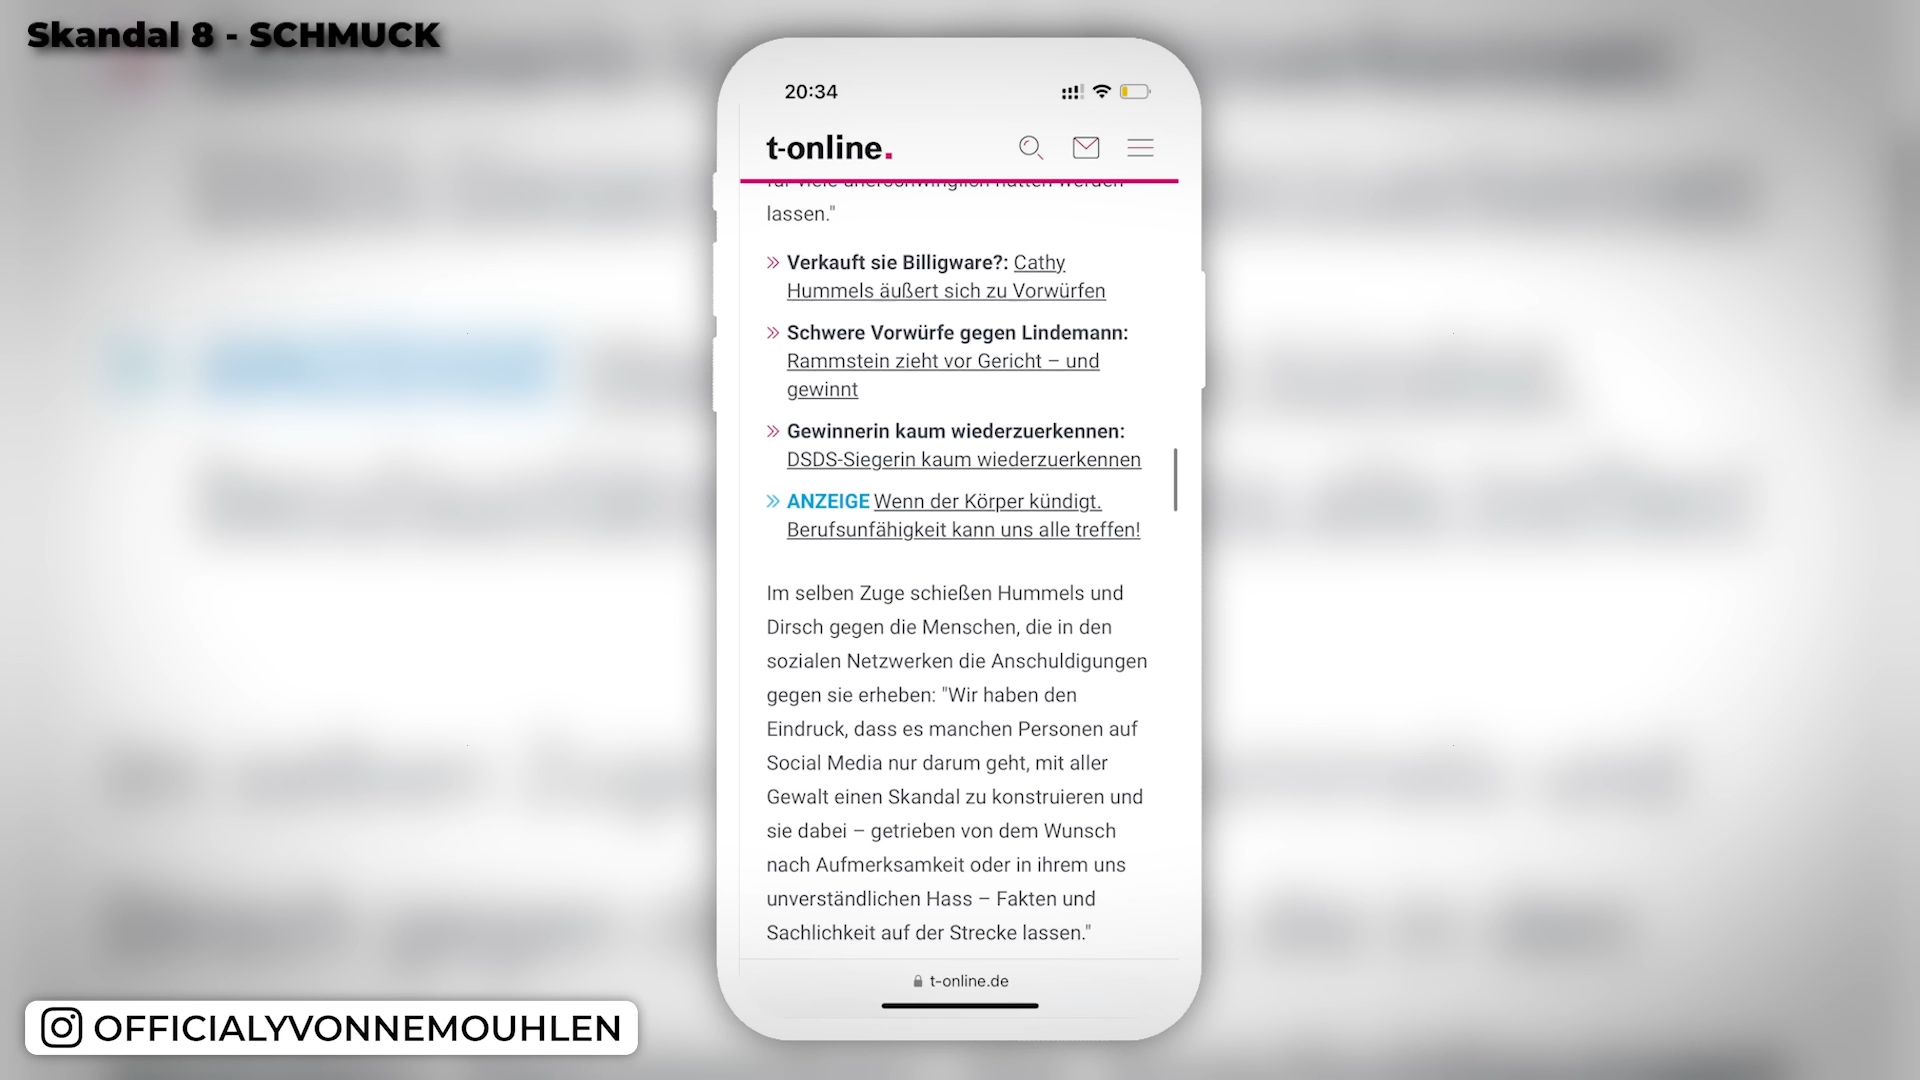 Skandal 8 - SCHMUCK
20:34
t-online.
für viele unerschwinglich hätten werden
lassen."
» Verkauft sie Billigware?: Cathy
Hummels äußert sich zu Vorwürfen
» Schwere Vorwürfe gegen Lindemann:
Rammstein zieht vor Gericht – und
gewinnt
» Gewinnerin kaum wiederzuerkennen:
DSDS-Siegerin kaum wiederzuerkennen
» ANZEIGE Wenn der Körper kündigt.
Berufsunfähigkeit kann uns alle treffen!
Im selben Zuge schießen Hummels und
Dirsch gegen die Menschen, die in den
sozialen Netzwerken die Anschuldigungen
gegen sie erheben: "Wir haben den
Eindruck, dass es manchen Personen auf
Social Media nur darum geht, mit aller
Gewalt einen Skandal zu konstruieren und
sie dabei – getrieben von dem Wunsch
nach Aufmerksamkeit oder in ihrem uns
unverständlichen Hass – Fakten und
Sachlichkeit auf der Strecke lassen."
t-online.de
OFFICIALYVONNEMOUHLEN